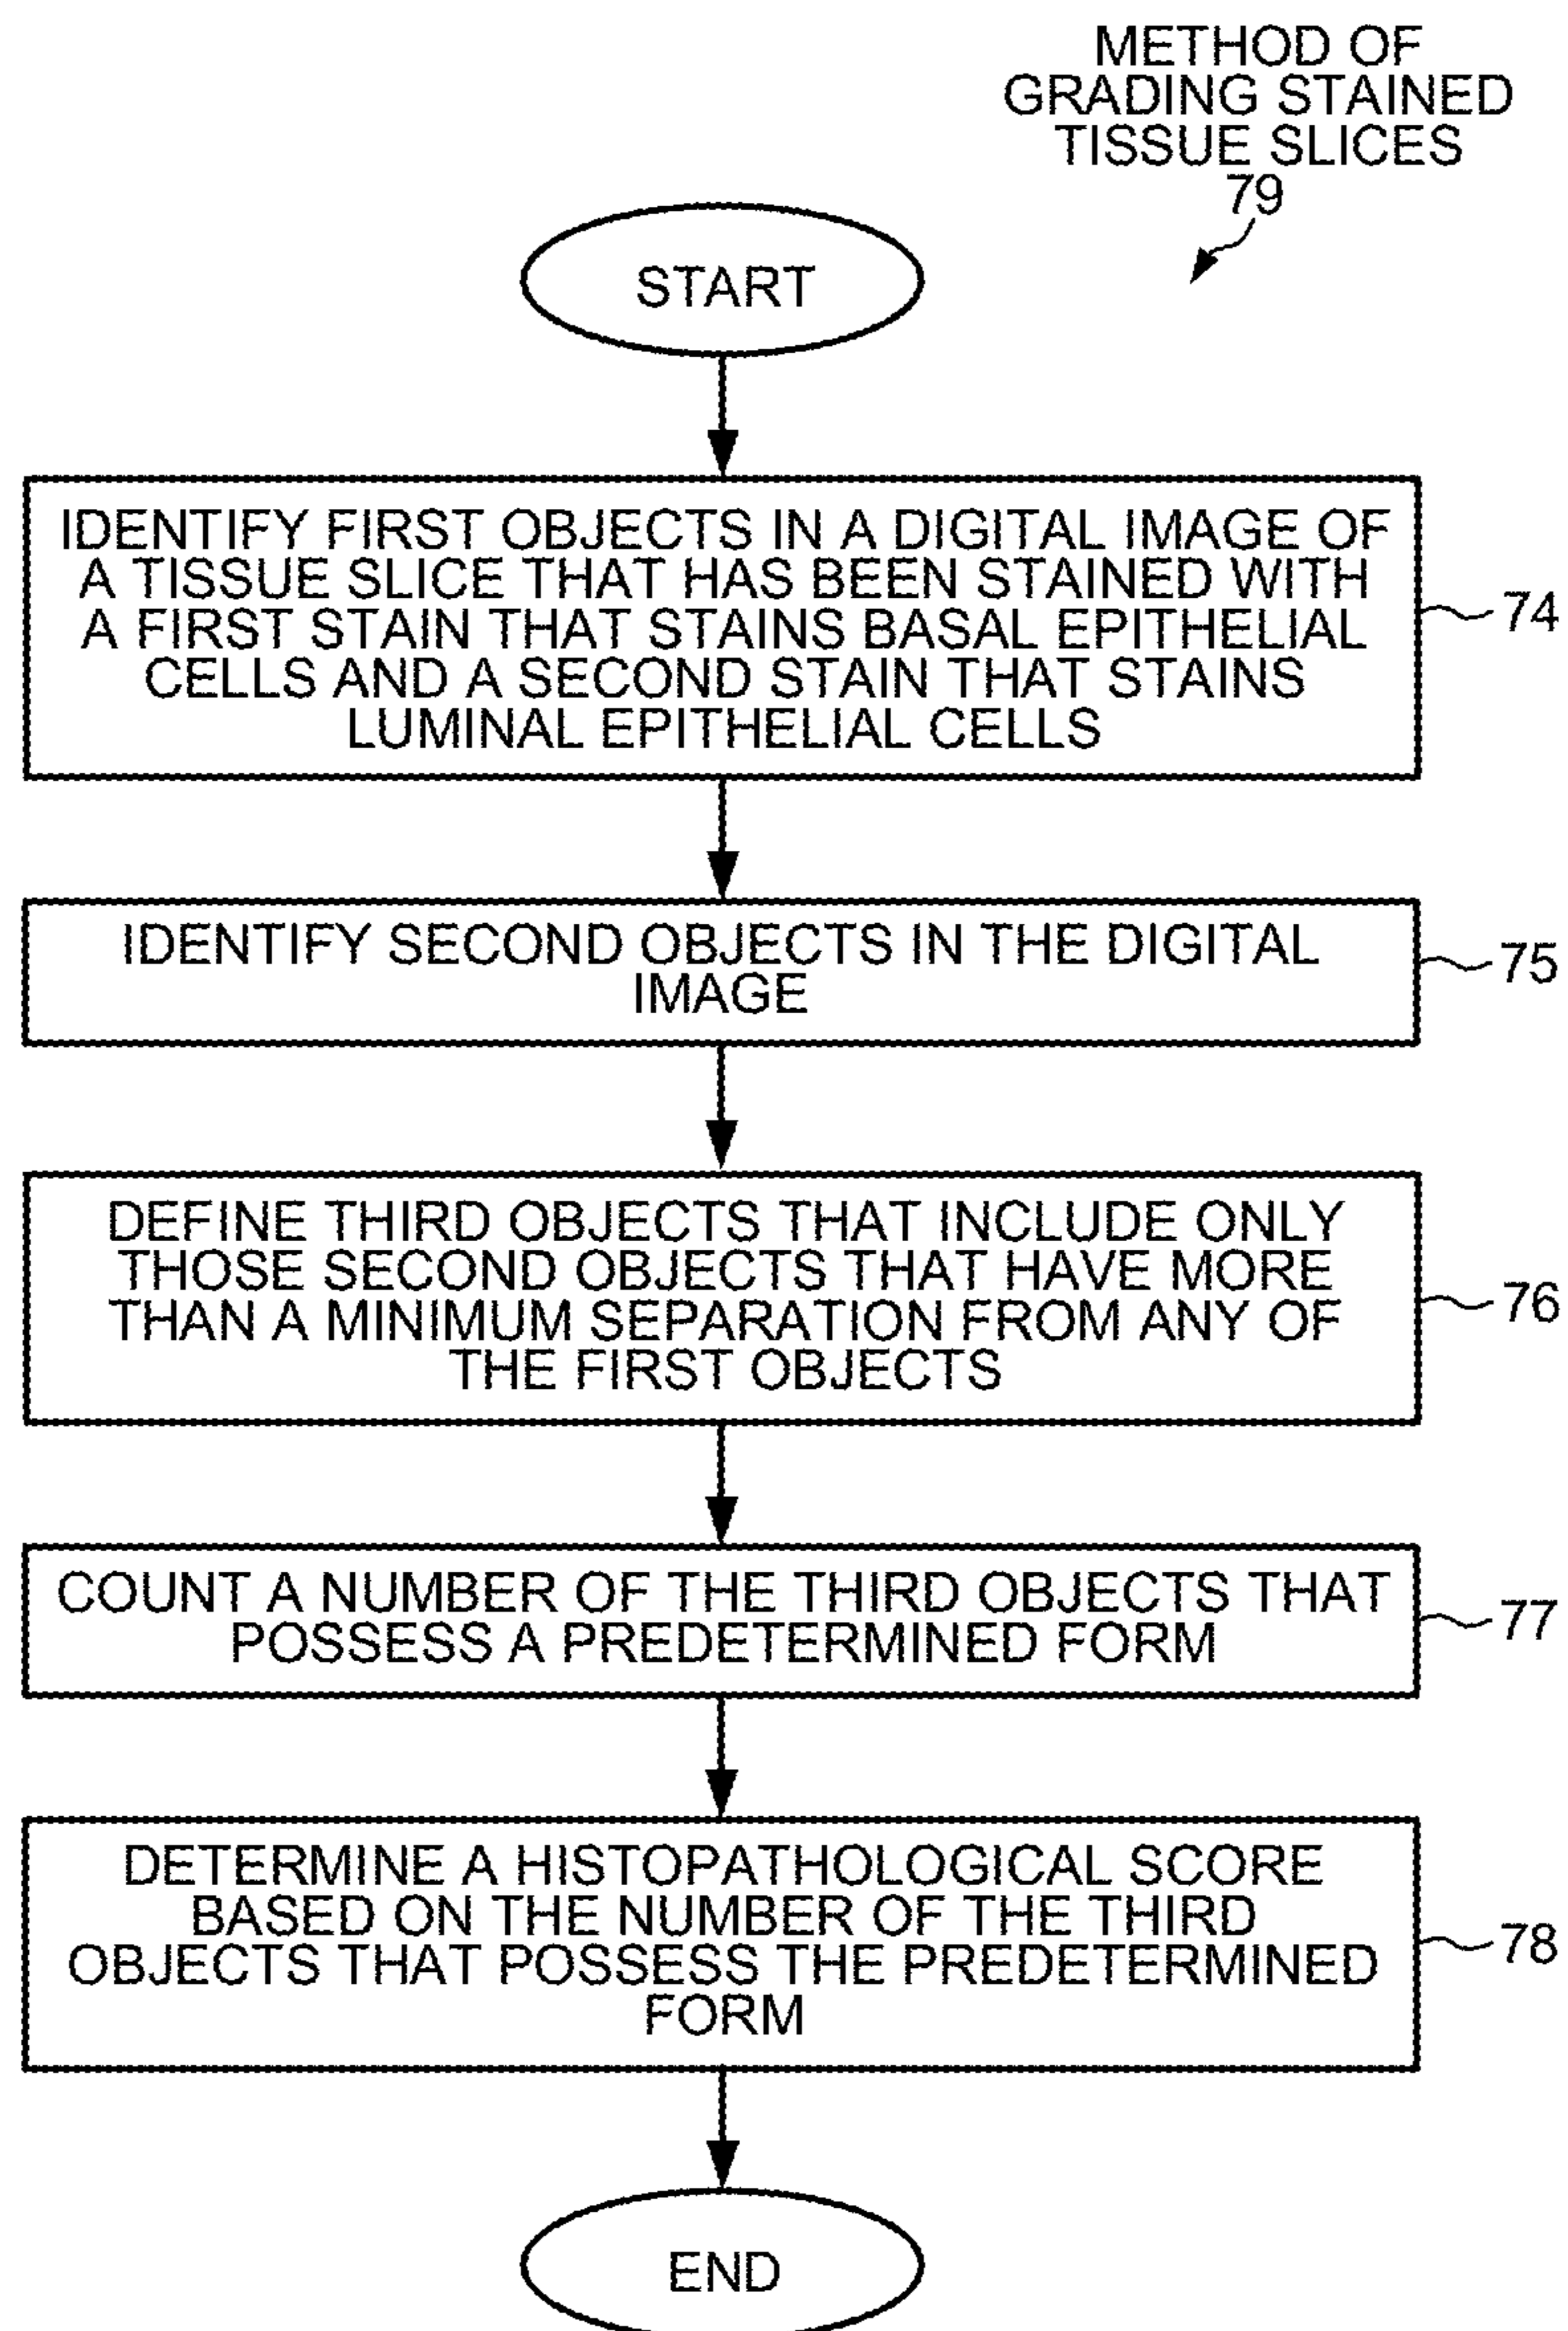 METHOD OF
GRADING STAINED
TISSUE SLICES
79
START
IDENTIFY FIRST OBJECTS IN A DIGITAL IMAGE OF
A TISSUE SLICE THAT HAS BEEN STAINED WITH
A FIRST STAIN THAT STAINS BASAL EPITHELIAL
CELLS AND A SECOND STAIN THAT STAINS
LUMINAL EPITHELIAL CELLS
74
IDENTIFY SECOND OBJECTS IN THE DIGITAL
IMAGE
75
DEFINE THIRD OBJECTS THAT INCLUDE ONLY
THOSE SECOND OBJECTS THAT HAVE MORE
THAN A MINIMUM SEPARATION FROM ANY OF
THE FIRST OBJECTS
76
COUNT A NUMBER OF THE THIRD OBJECTS THAT
POSSESS A PREDETERMINED FORM
77
DETERMINE A HISTOPATHOLOGICAL SCORE
BASED ON THE NUMBER OF THE THIRD
OBJECTS THAT POSSESS THE PREDETERMINED
FORM
78
END